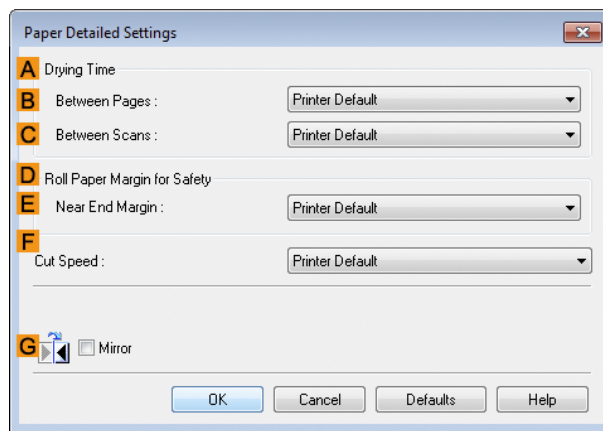 Paper Detailed Settings
A Drying Time
B Between Pages : Printer Default
C Between Scans : Printer Default
D Roll Paper Margin for Safety
E Near End Margin : Printer Default
F
Cut Speed : Printer Default
G Mirror
OK Cancel Defaults Help